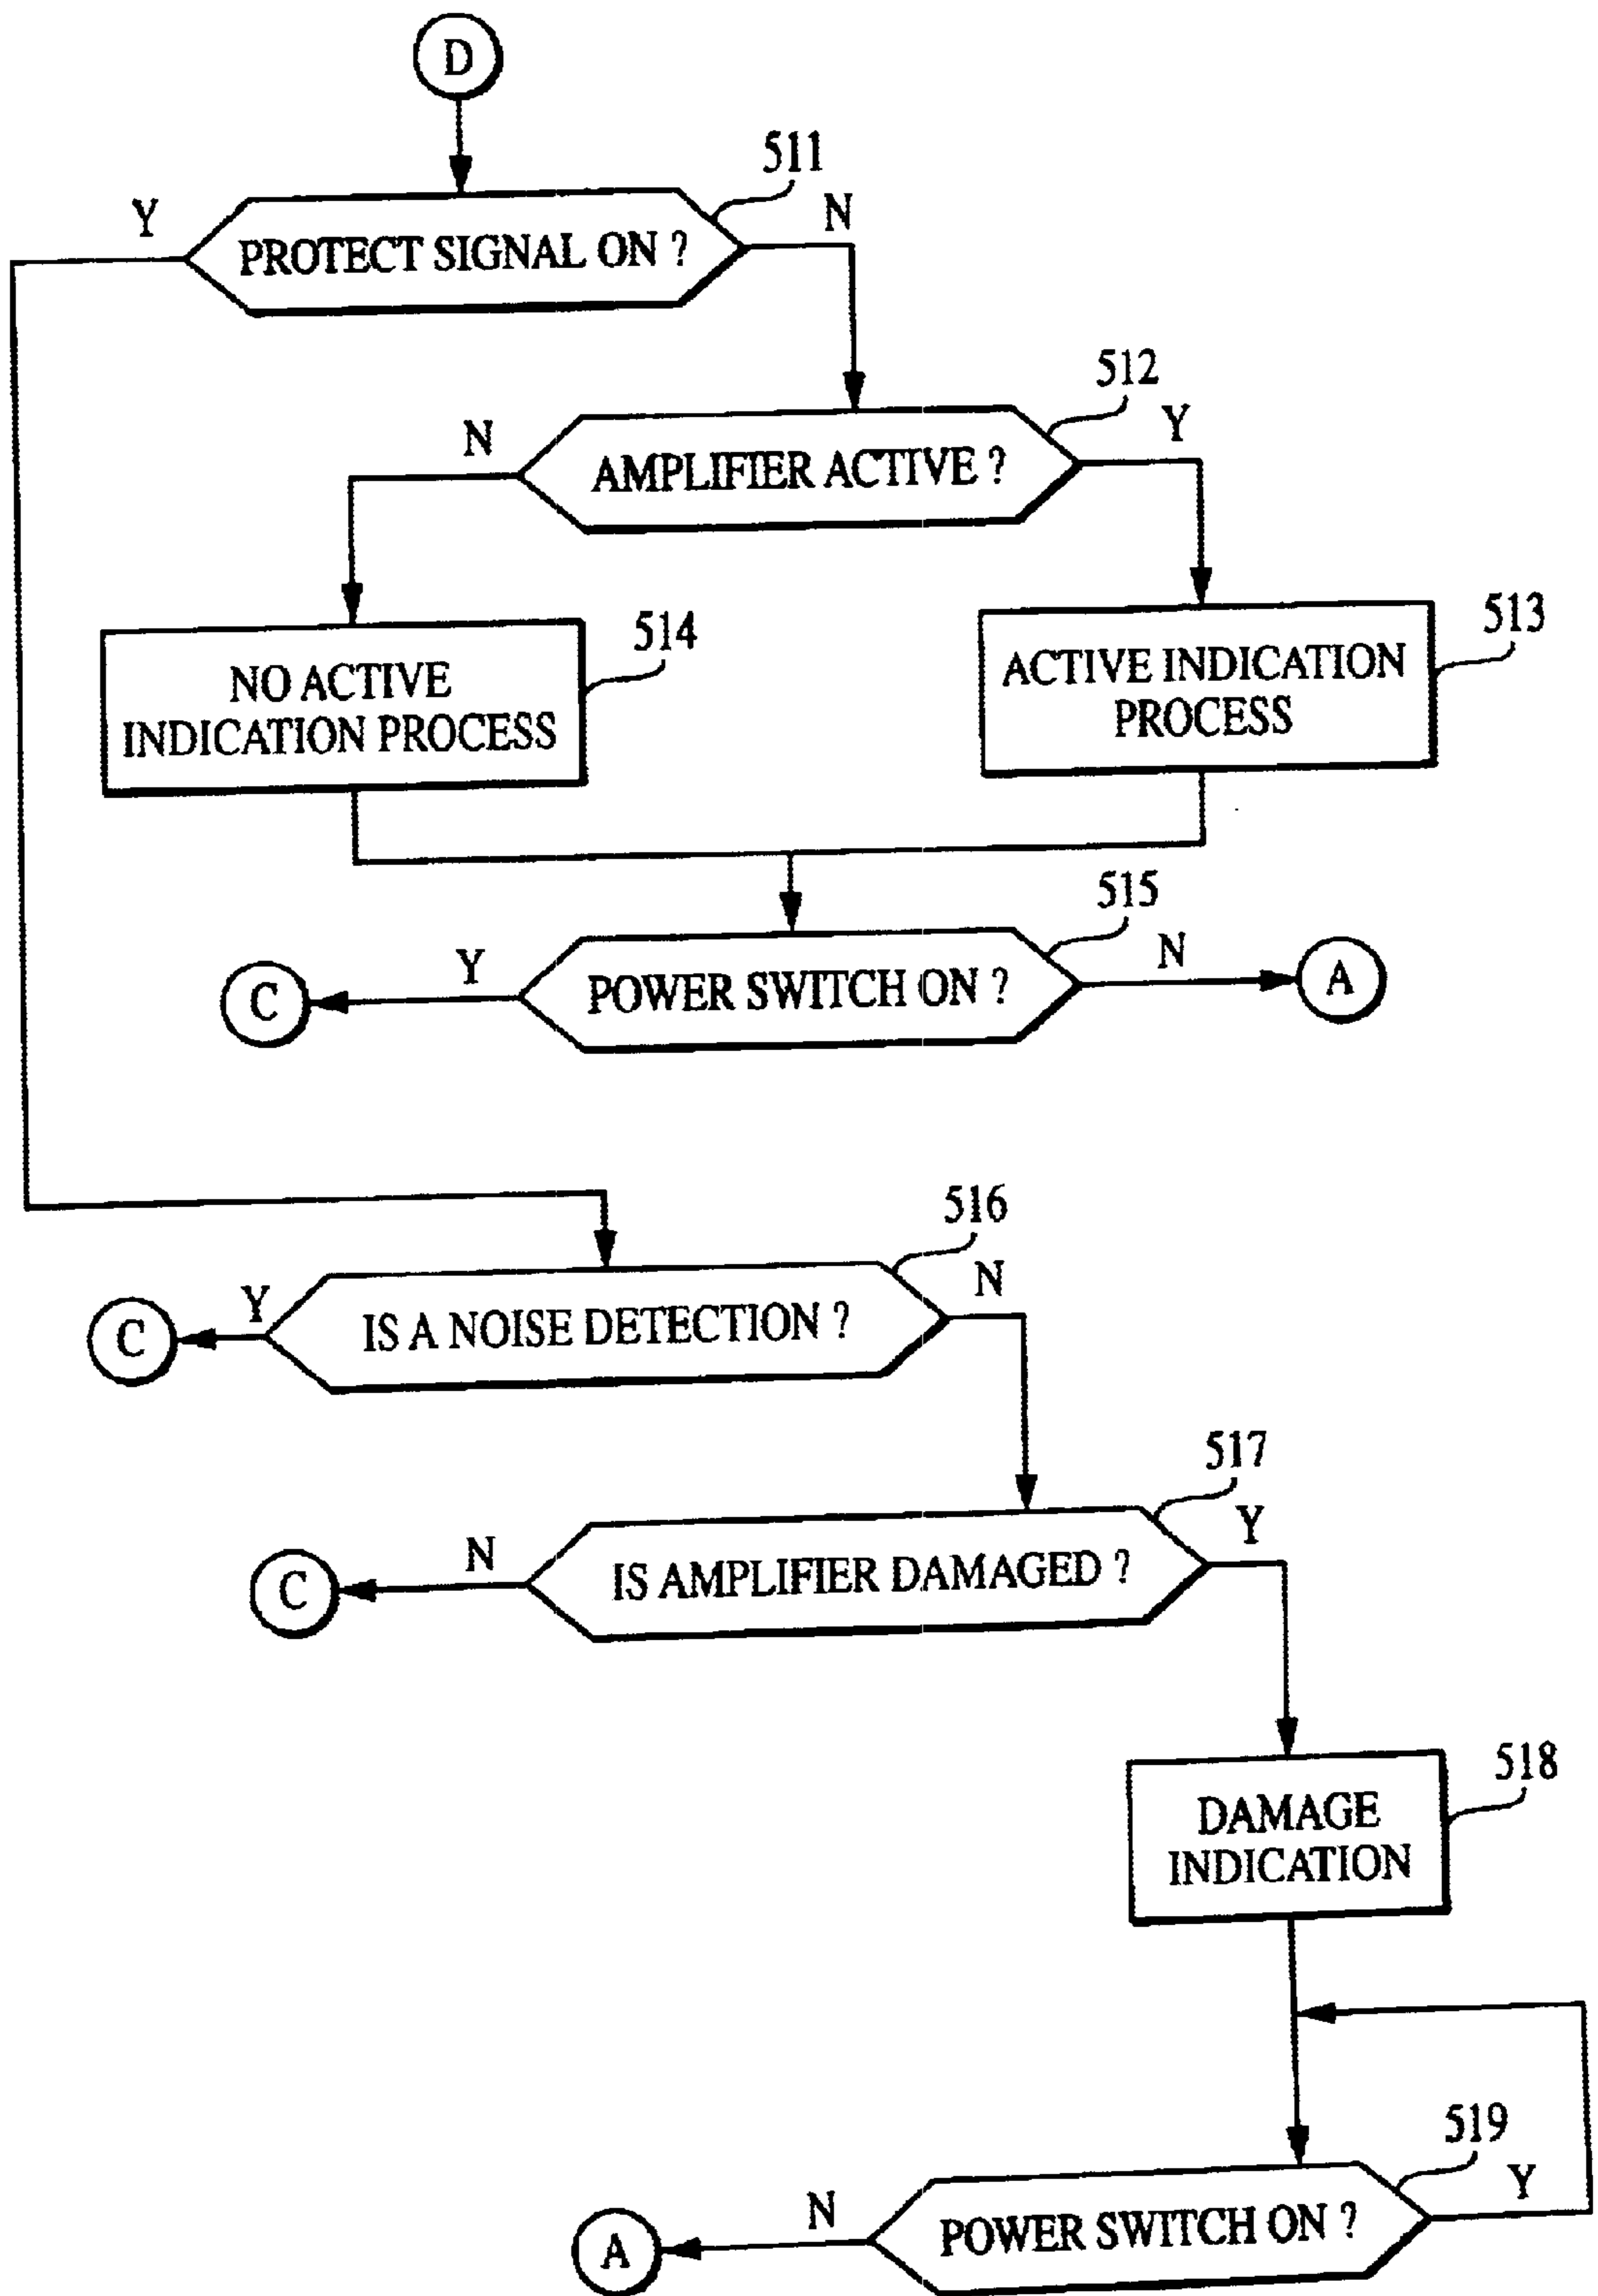 D
511
Y
N
PROTECT SIGNAL ON ?
512
N
Y
AMPLIFIER ACTIVE ?
514
513
NO ACTIVE
INDICATION PROCESS
ACTIVE INDICATION
PROCESS
515
Y
N
C
POWER SWITCH ON ?
A
516
Y
N
C
IS A NOISE DETECTION ?
517
N
Y
C
IS AMPLIFIER DAMAGED ?
518
DAMAGE
INDICATION
519
N
Y
A
POWER SWITCH ON ?